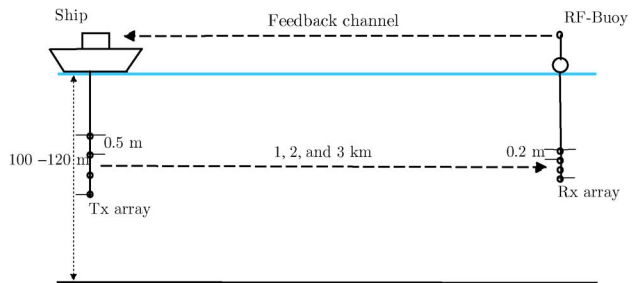 Ship
Feedback channel
RF-Buoy
0.5 m
100 –120 m
1, 2, and 3 km
0.2 m
Tx array
Rx array